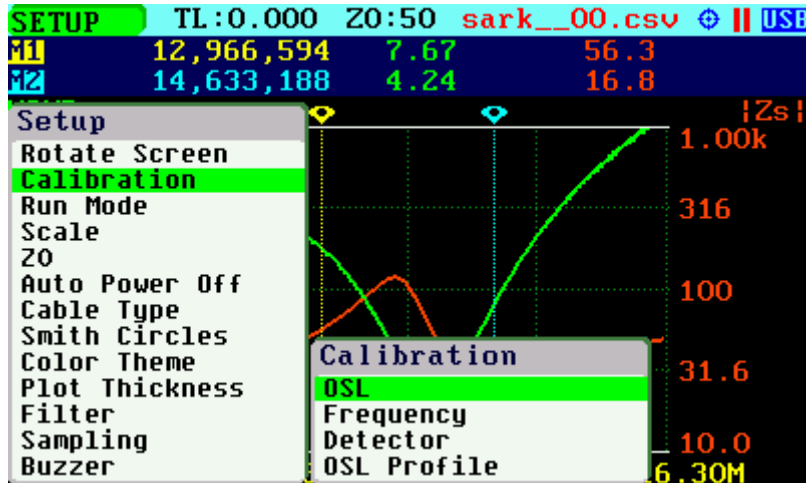 SETUP TL:0.000 Z0:50 sark__00.csv USB
M1 12,966,594 7.67 56.3
M2 14,633,188 4.24 16.8
|Zs|
Setup
Rotate Screen
Calibration
Run Mode
Scale
Z0
Auto Power Off
Cable Type
Smith Circles
Color Theme
Plot Thickness
Filter
Sampling
Buzzer
Calibration
OSL
Frequency
Detector
OSL Profile
1.00k
316
100
31.6
10.0
6.30M